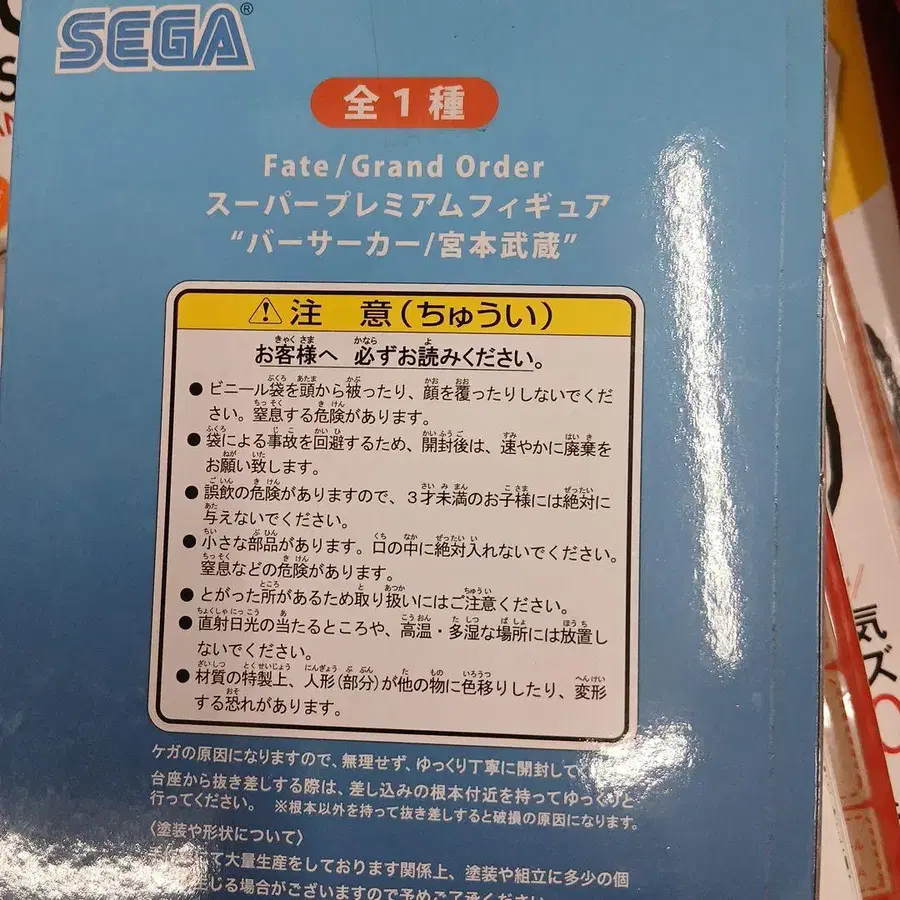 SEGA®
全1種
Fate/Grand Order
スーパープレミアムフィギュア
“バーサーカー/宮本武蔵”
⚠注 意(ちゅうい)
お客様へ 必ずお読みください。
●ビニール袋を頭から被ったり、顔を覆ったりしないでくだ
さい。窒息する危険があります。
●袋による事故を回避するため、開封後は、速やかに廃棄を
お願い致します。
●誤飲の危険がありますので、3才未満のお子様には絶対に
与えないでください。
●小さな部品があります。口の中に絶対入れないでください。
窒息などの危険があります。
●とがった所があるため取り扱いにはご注意ください。
●直射日光の当たるところや、高温・多湿な場所には放置し
ないでください。
●材質の特製上、人形(部分)が他の物に色移りしたり、変形
する恐れがあります。
ケガの原因になりますので、無理せず、ゆっくり丁寧に開封して
台座から抜き差しする際は、差し込みの根本付近を持ってゆっくりと
行ってください。 ※根本以外を持って抜き差しすると破損の原因になります。
〈塗装や形状について〉
て大量生産をしております関係上、塗装や組立に多少の個
生じる場合がございますので予めご了承ください
気
ズ